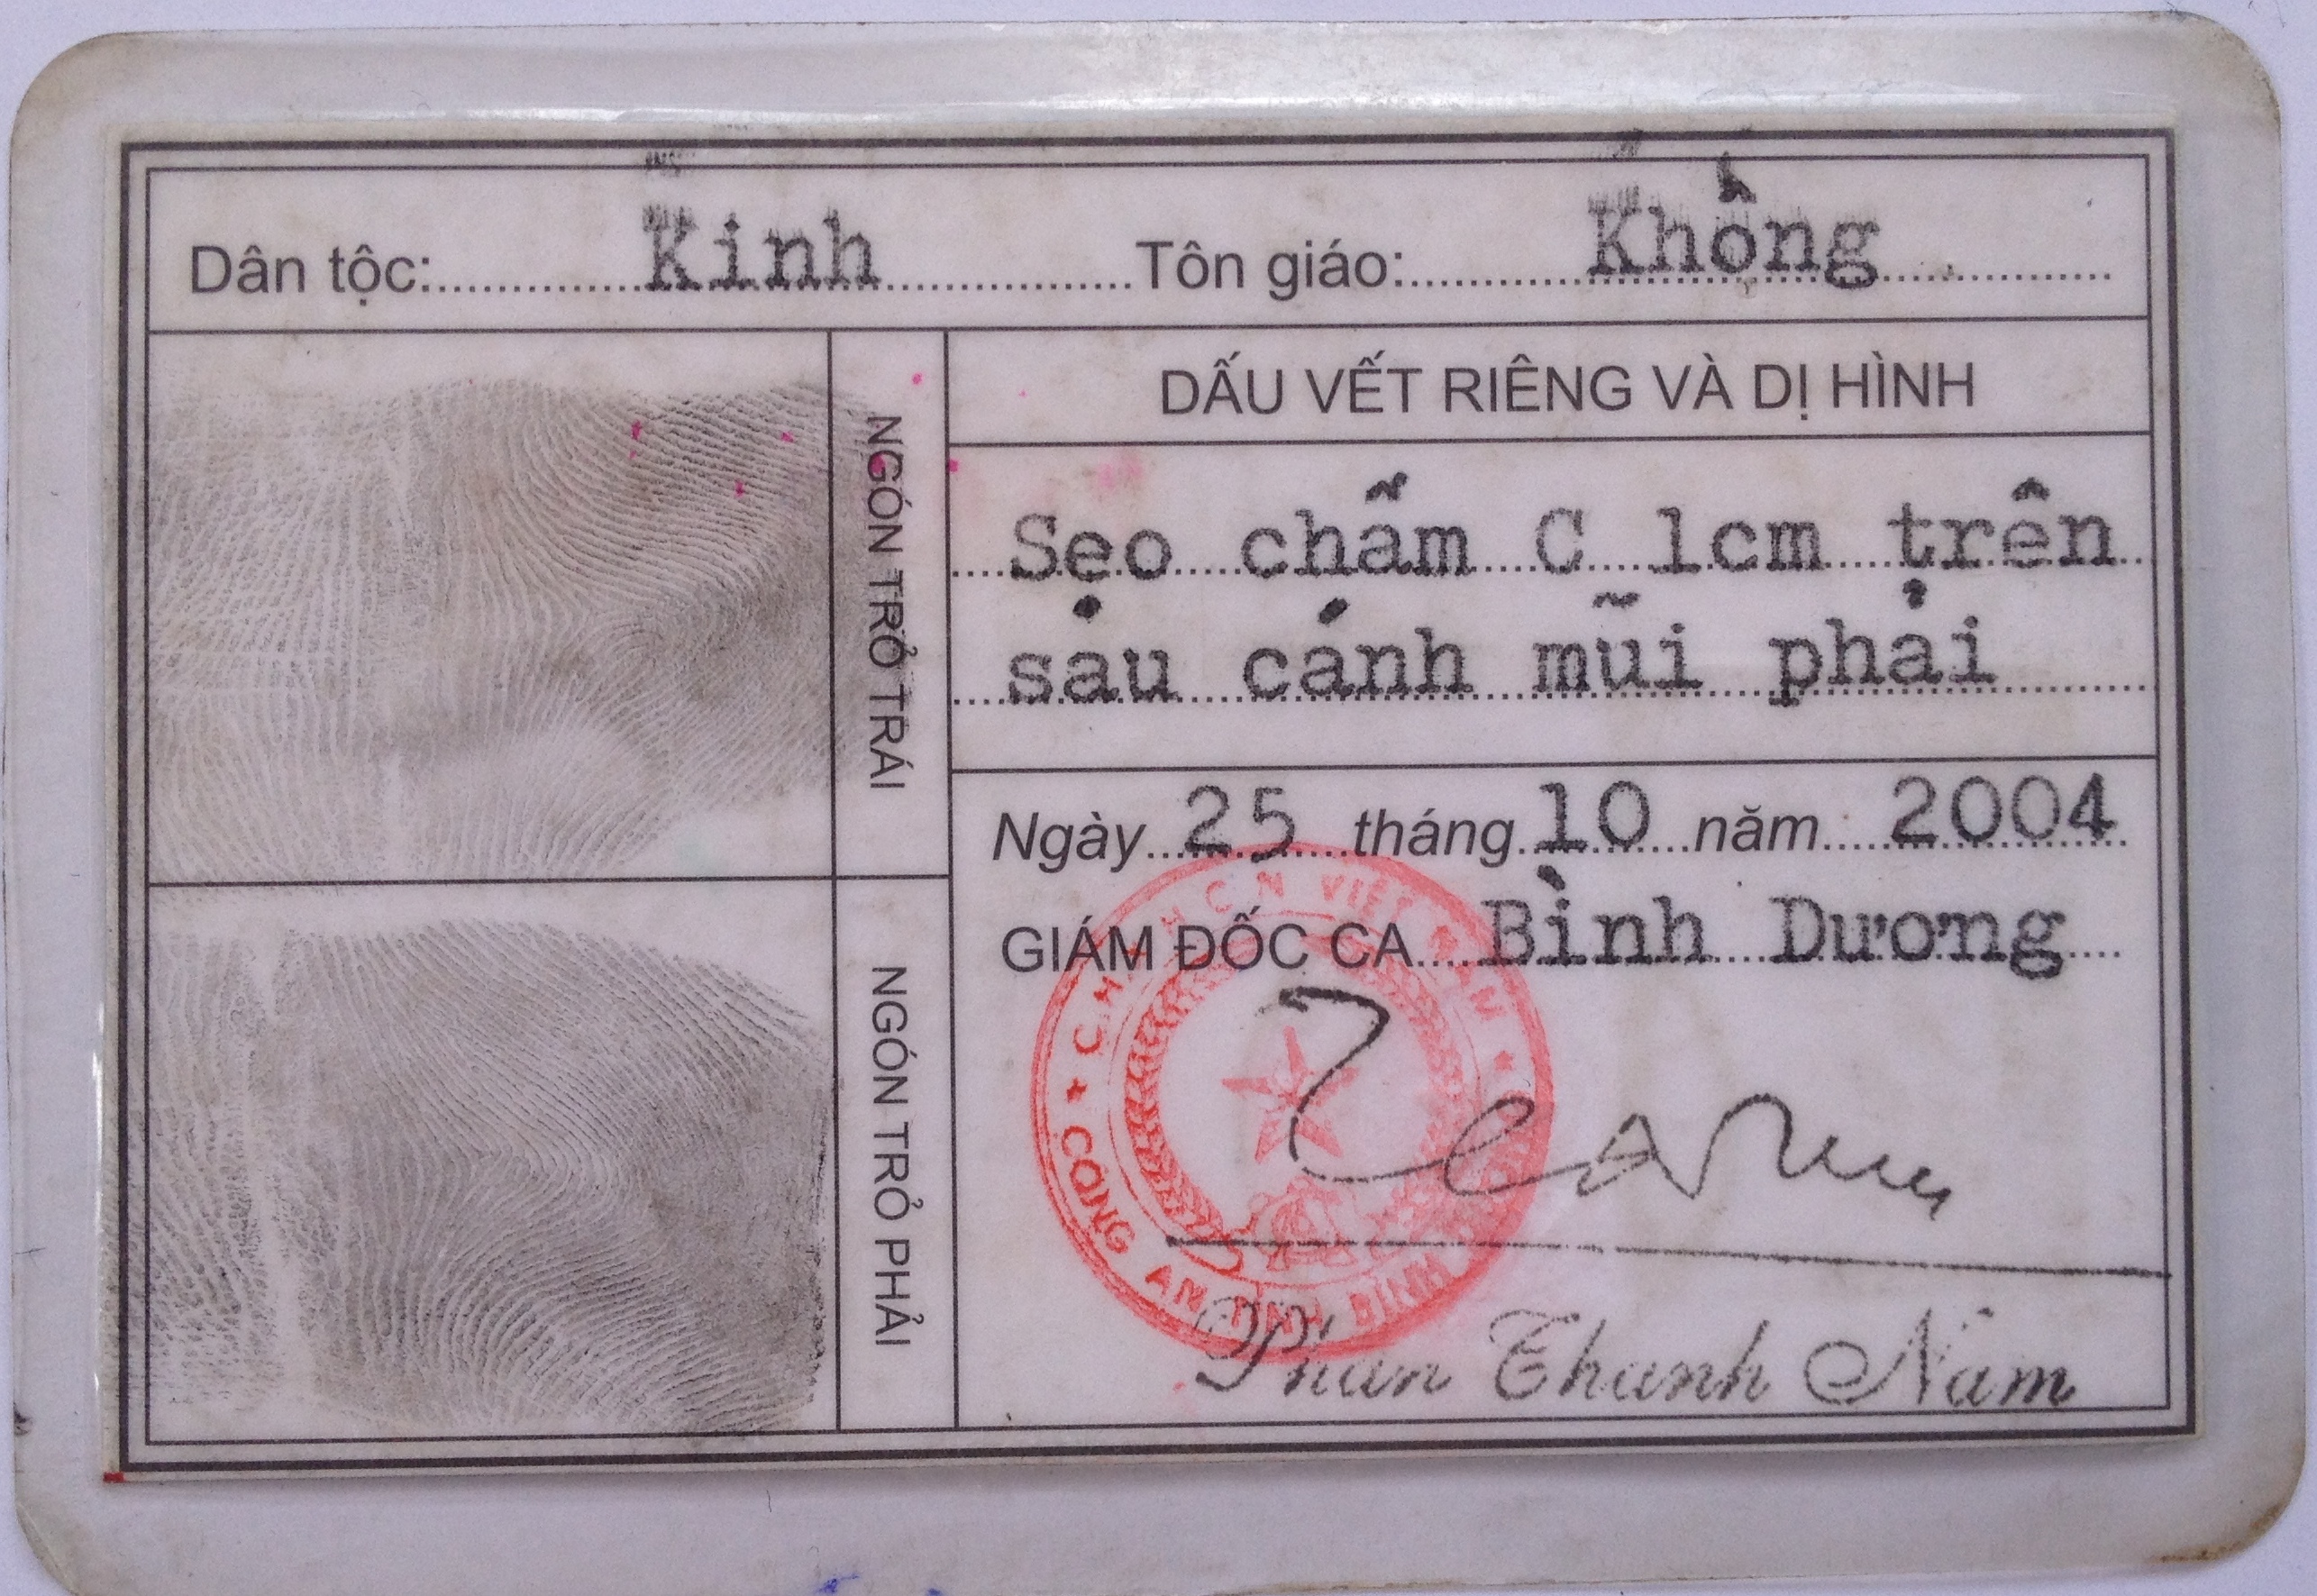 Dân tộc: Kinh Tôn giáo: Không
NGÓN TRỎ TRÁI
NGÓN TRỎ PHẢI
DẤU VẾT RIÊNG VÀ DỊ HÌNH
Sẹo chấm C 1cm trên
sau cánh mũi phải
Ngày 25 tháng 10 năm 2004
GIÁM ĐỐC CA Bình Dương
C.H.X.H.C.N VIỆT NAM
CÔNG AN TỈNH BÌNH
Phan Thanh Nam